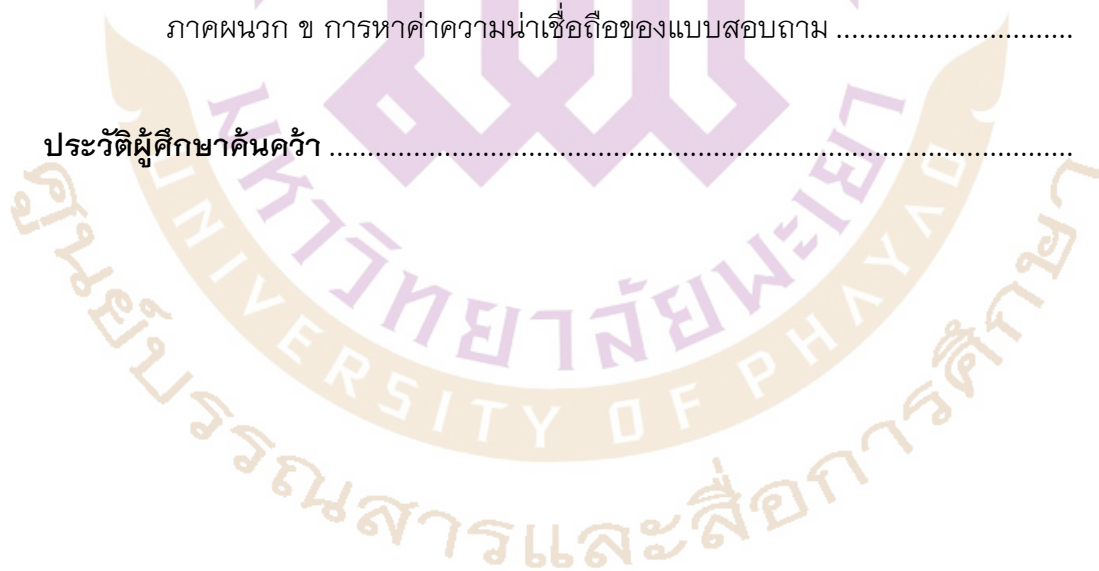 ภาคผนวก ข การหาค่าความน่าเชื่อถือของแบบสอบถาม ...............................
ประวัติผู้ศึกษาค้นคว้า ................................................................................................
มหาวิทยาลัยพะเยา
UNIVERSITY OF PHAYAO
ศูนย์บรรณสารและสื่อการศึกษา